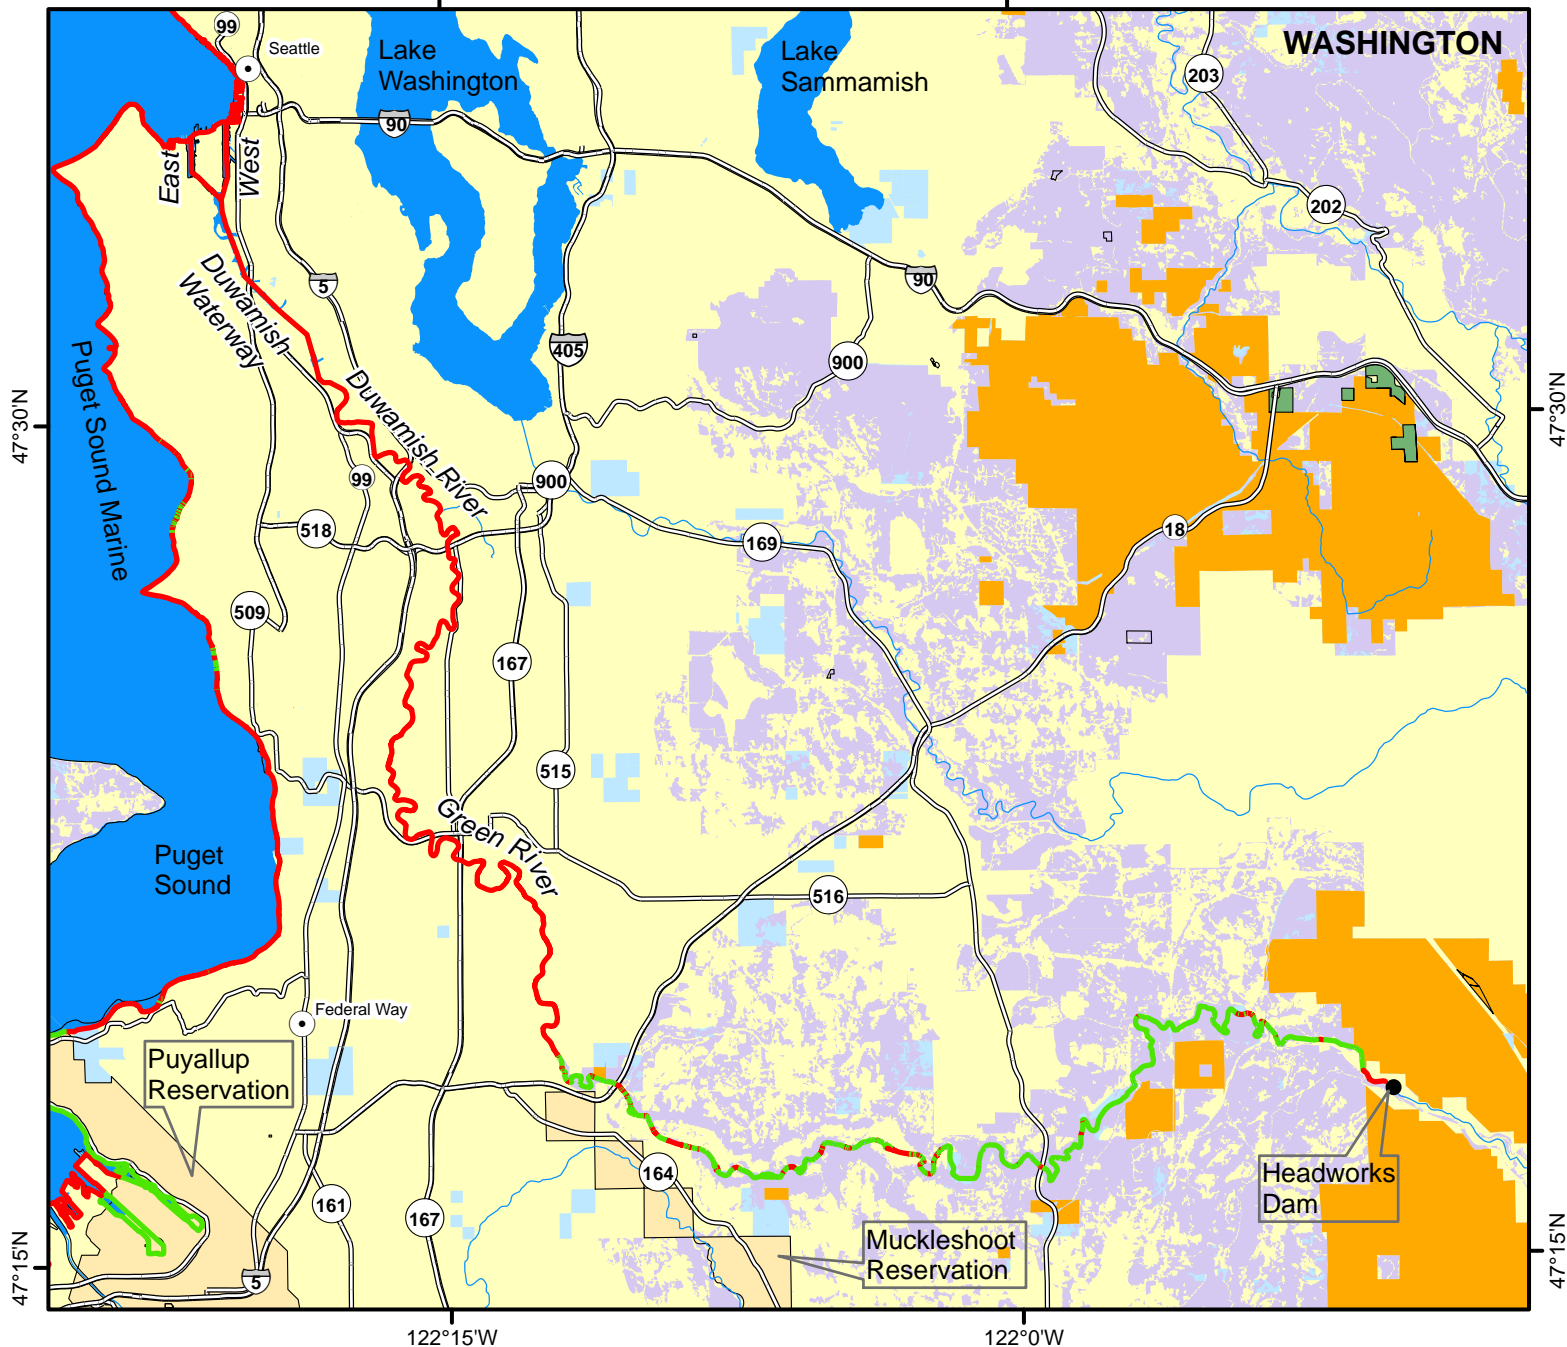 WASHINGTON
99
Seattle
Lake
Washington
Lake
Sammamish
203
90
East
West
202
Duwamish
Waterway
5
90
405
900
Puget Sound Marine
Duwamish River
47°30'N
47°30'N
99
900
518
169
18
509
167
515
Green River
Puget
Sound
516
Federal Way
Puyallup
Reservation
164
Headworks
Dam
161
167
Muckleshoot
Reservation
5
47°15'N
47°15'N
122°15'W
122°0'W